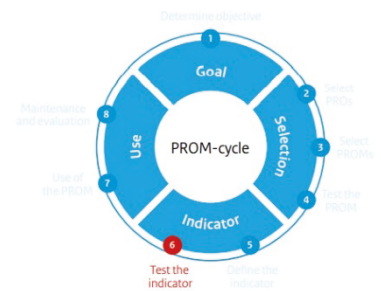 Determine objective
1
Goal
2
Select
PROs
Selection
3
Select
PROMs
4
Test the
PROM
Indicator
5
Define the
indicator
6
Test the
indicator
Use
7
Use of
the PROM
8
Maintenance
and evaluation
PROM-cycle